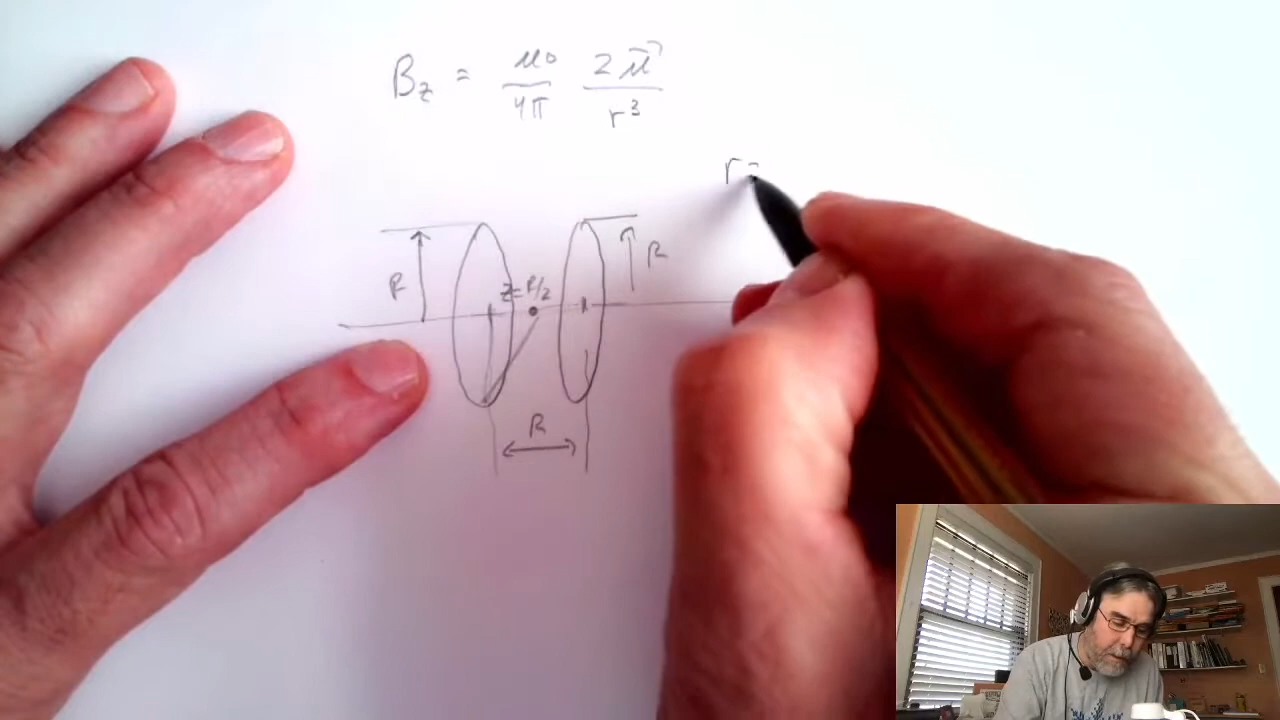 B_z = μ0/4π 2μ⃗/r³
r =
R
R
z=R/2
R